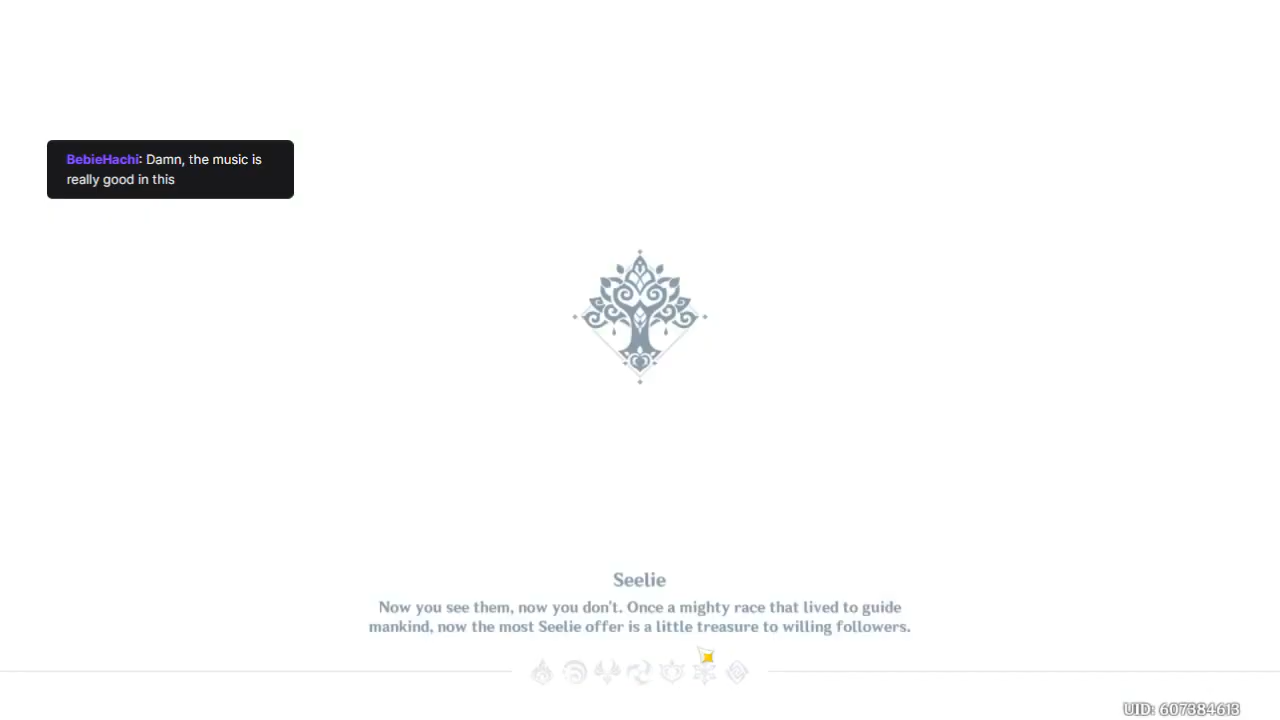 BebieHachi: Damn, the music is
really good in this
Seelie
Now you see them, now you don't. Once a mighty race that lived to guide
mankind, now the most Seelie offer is a little treasure to willing followers.
UID: 607384613